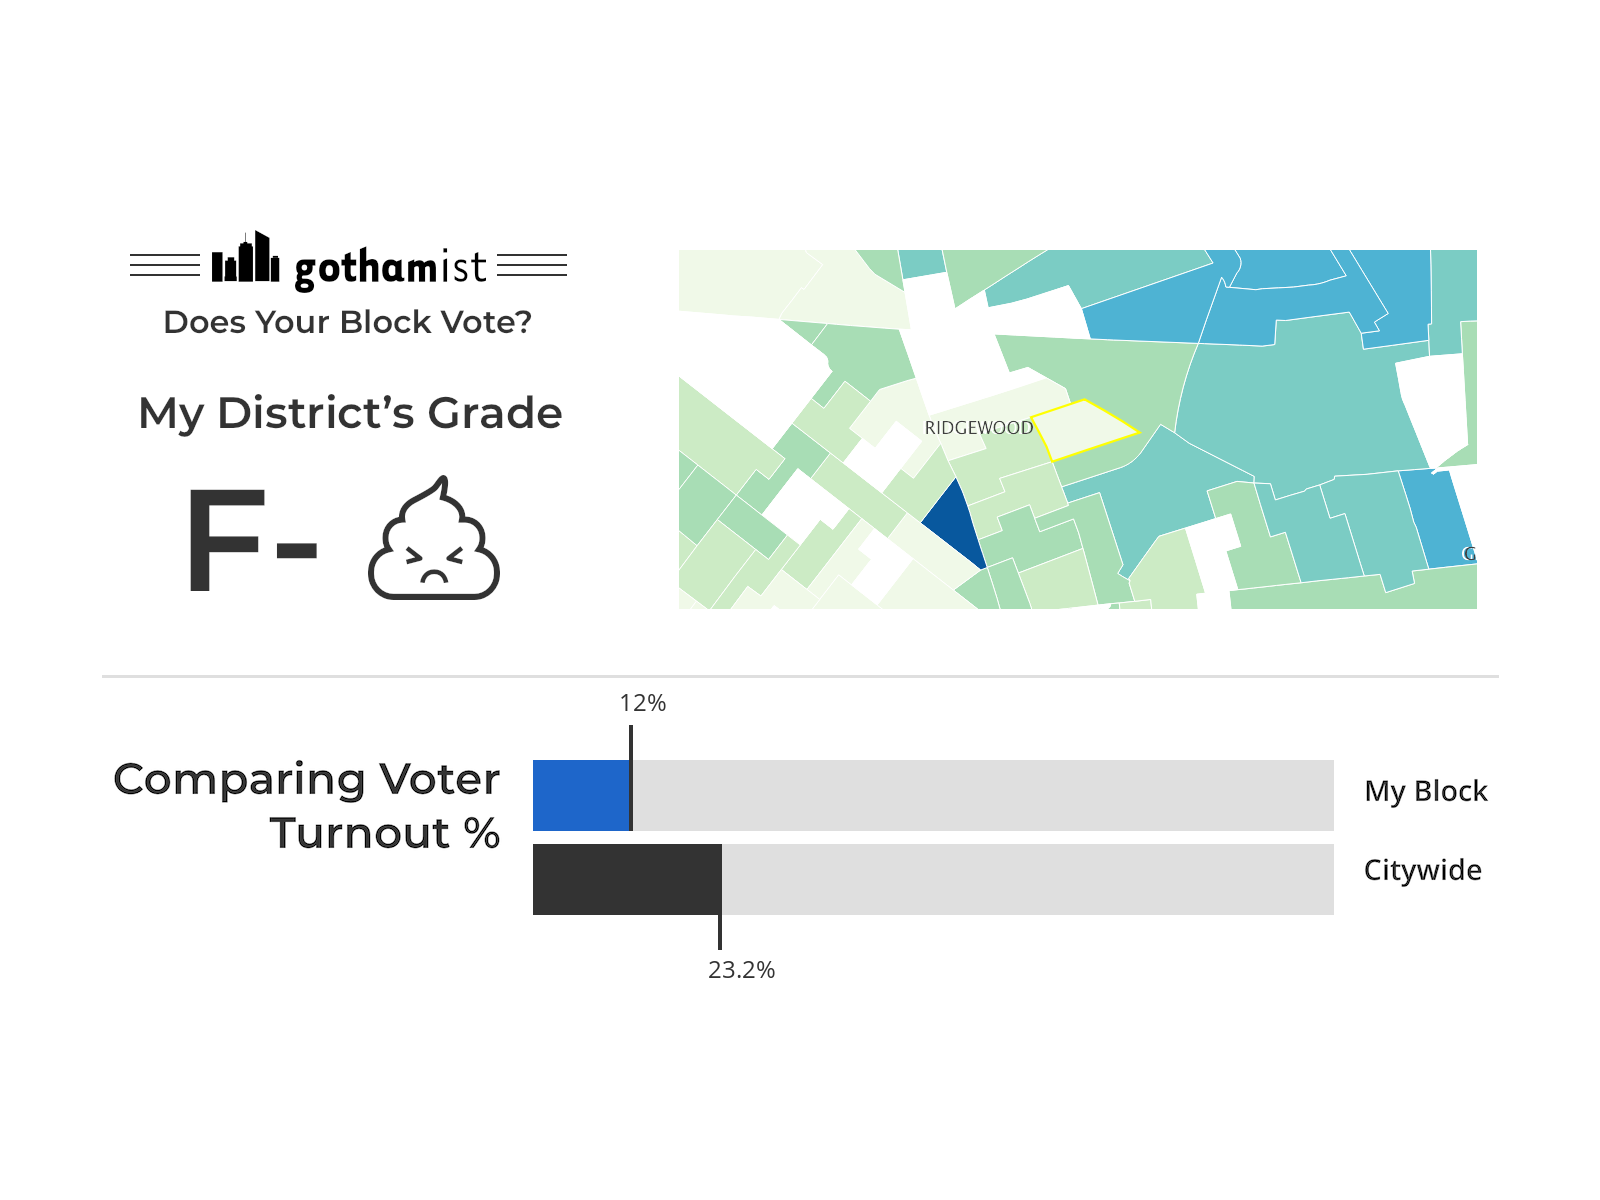 gothamist
Does Your Block Vote?
My District’s Grade
F-
RIDGEWOOD
G
12%
Comparing Voter
Turnout %
My Block
Citywide
23.2%